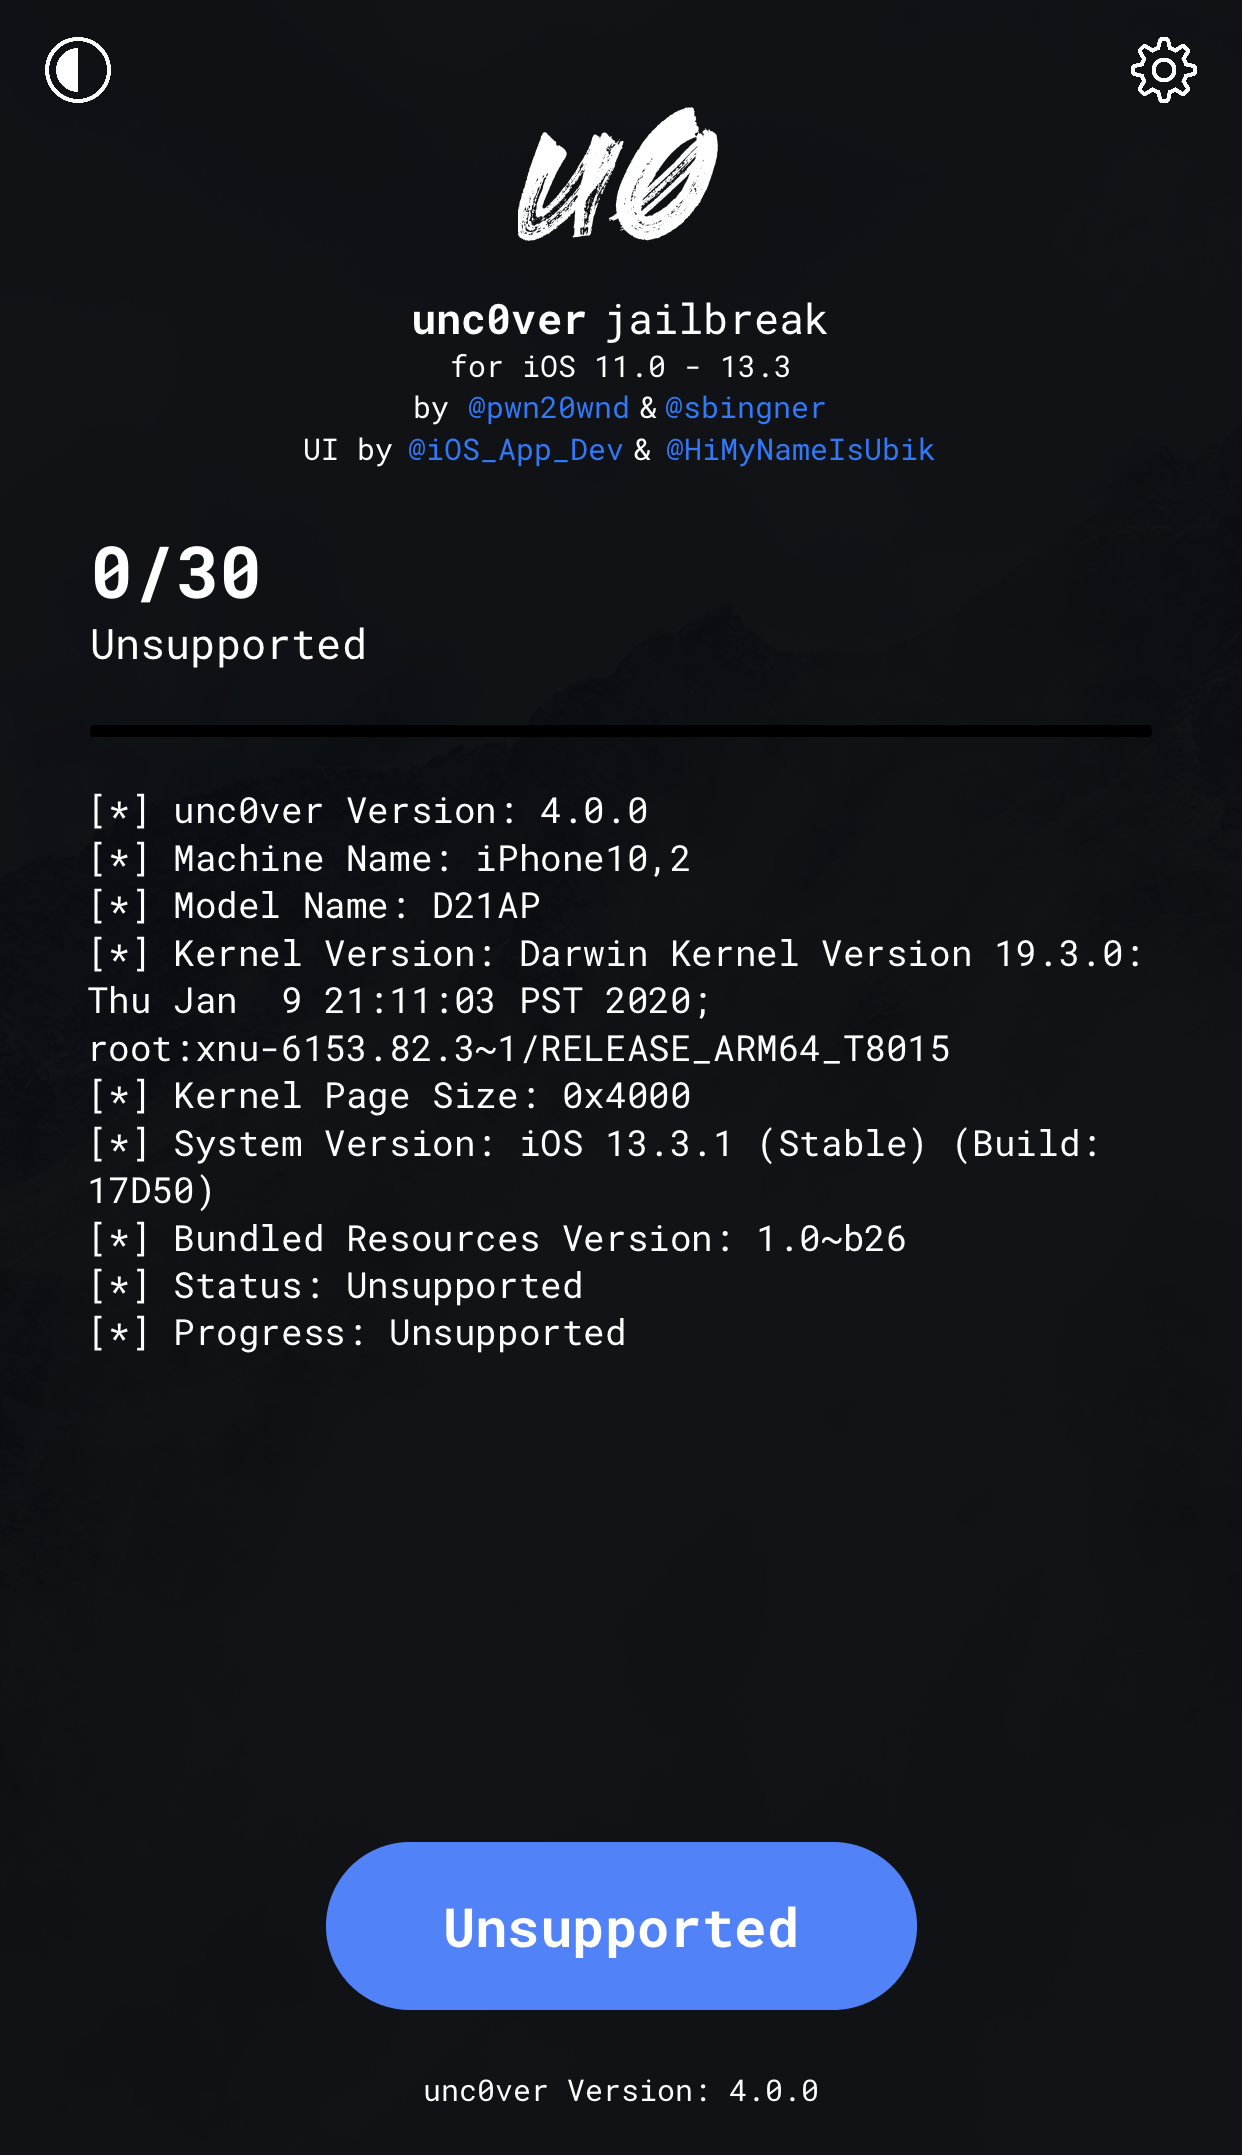 u0
unc0ver jailbreak
for iOS 11.0 - 13.3
by @pwn20wnd & @sbingner
UI by @iOS_App_Dev & @HiMyNameIsUbik
0/30
Unsupported
[*] unc0ver Version: 4.0.0
[*] Machine Name: iPhone10,2
[*] Model Name: D21AP
[*] Kernel Version: Darwin Kernel Version 19.3.0:
Thu Jan  9 21:11:03 PST 2020;
root:xnu-6153.82.3~1/RELEASE_ARM64_T8015
[*] Kernel Page Size: 0x4000
[*] System Version: iOS 13.3.1 (Stable) (Build:
17D50)
[*] Bundled Resources Version: 1.0~b26
[*] Status: Unsupported
[*] Progress: Unsupported
Unsupported
unc0ver Version: 4.0.0